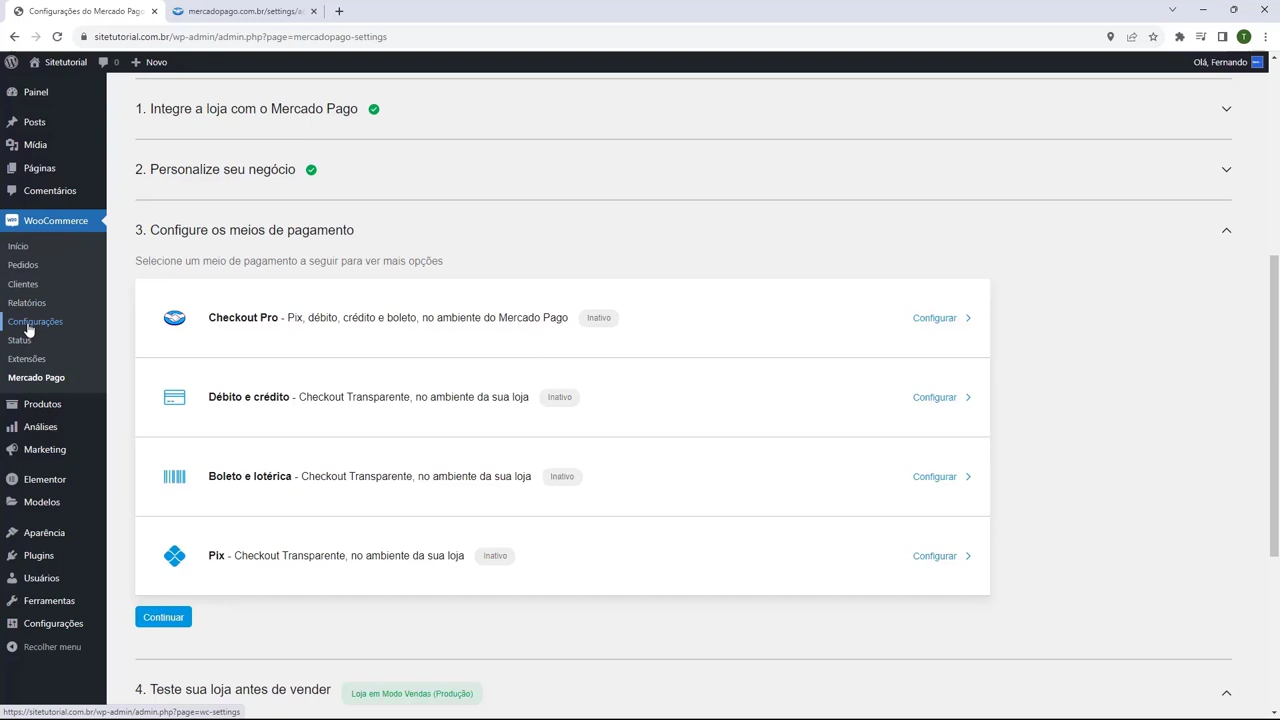 Configurações do Mercado Pago
mercadopago.com.br/settings/a
sitetutorial.com.br/wp-admin/admin.php?page=mercadopago-settings
T
Sitetutorial
0
Novo
Olá, Fernando
Painel
Posts
Mídia
Páginas
Comentários
WooCommerce
Início
Pedidos
Clientes
Relatórios
Configurações
Status
Extensões
Mercado Pago
Produtos
Análises
Marketing
Elementor
Modelos
Aparência
Plugins
Usuários
Ferramentas
Configurações
Recolher menu
1. Integre a loja com o Mercado Pago
2. Personalize seu negócio
3. Configure os meios de pagamento
Selecione um meio de pagamento a seguir para ver mais opções
Checkout Pro - Pix, débito, crédito e boleto, no ambiente do Mercado Pago Inativo Configurar
Débito e crédito - Checkout Transparente, no ambiente da sua loja Inativo Configurar
Boleto e lotérica - Checkout Transparente, no ambiente da sua loja Inativo Configurar
Pix - Checkout Transparente, no ambiente da sua loja Inativo Configurar
Continuar
4. Teste sua loja antes de vender Loja em Modo Vendas (Produção)
https://sitetutorial.com.br/wp-admin/admin.php?page=wc-settings